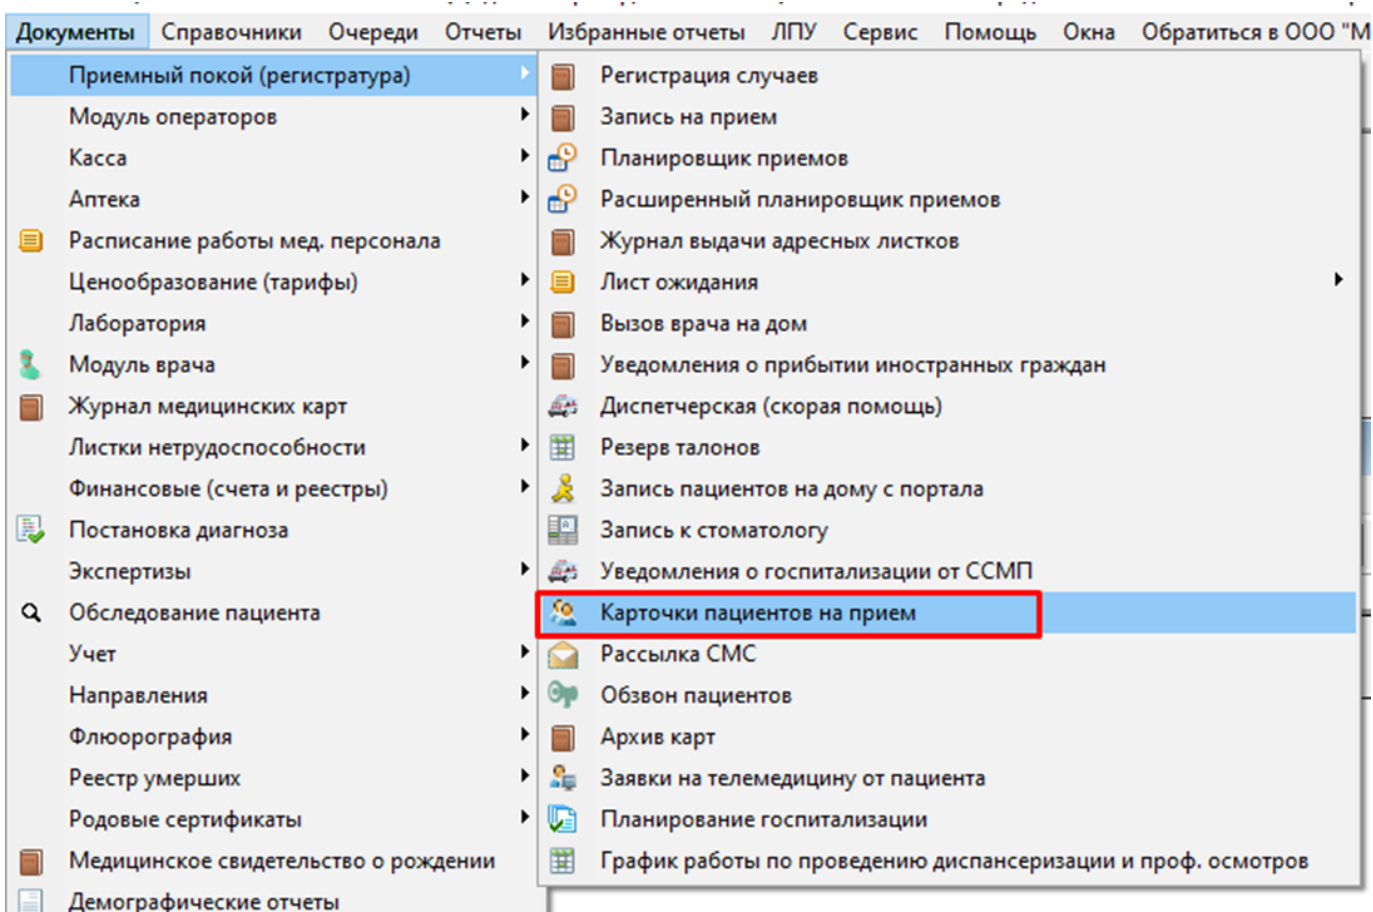 Документы Справочники Очереди Отчеты Избранные отчеты ЛПУ Сервис Помощь Окна Обратиться в ООО "М
Приемный покой (регистратура)
Модуль операторов
Касса
Аптека
Расписание работы мед. персонала
Ценообразование (тарифы)
Лаборатория
Модуль врача
Журнал медицинских карт
Листки нетрудоспособности
Финансовые (счета и реестры)
Постановка диагноза
Экспертизы
Обследование пациента
Учет
Направления
Флюорография
Реестр умерших
Родовые сертификаты
Медицинское свидетельство о рождении
Демографические отчеты
Регистрация случаев
Запись на прием
Планировщик приемов
Расширенный планировщик приемов
Журнал выдачи адресных листков
Лист ожидания
Вызов врача на дом
Уведомления о прибытии иностранных граждан
Диспетчерская (скорая помощь)
Резерв талонов
Запись пациентов на дому с портала
Запись к стоматологу
Уведомления о госпитализации от ССМП
Карточки пациентов на прием
Рассылка СМС
Обзвон пациентов
Архив карт
Заявки на телемедицину от пациента
Планирование госпитализации
График работы по проведению диспансеризации и проф. осмотров